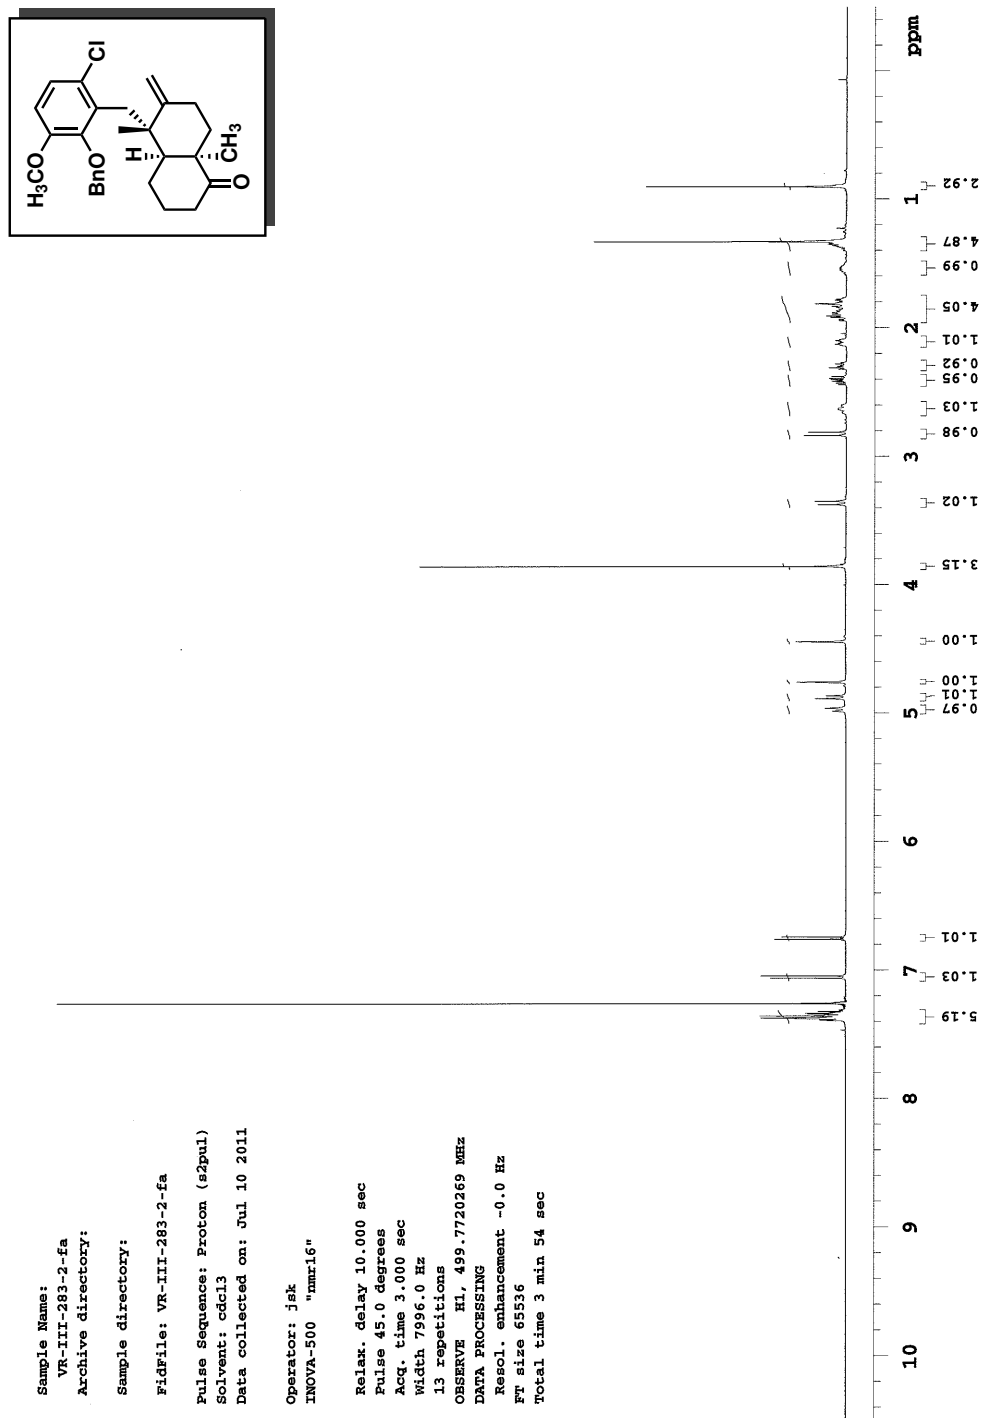 Sample Name:
VR-III-283-2-fa
Archive directory:
Sample directory:
FidFile: VR-III-283-2-fa
Pulse Sequence: Proton (s2pul)
Solvent: cdcl3
Data collected on: Jul 10 2011
Operator: jsk
INOVA-500 "nmr16"
Relax. delay 10.000 sec
Pulse 45.0 degrees
Acq. time 3.000 sec
Width 7996.0 Hz
13 repetitions
OBSERVE H1, 499.7720269 MHz
DATA PROCESSING
Resol. enhancement -0.0 Hz
FT size 65536
Total time 3 min 54 sec
H3CO
BnO
Cl
H
CH3
O
10 9 8 7 6 5 4 3 2 1 ppm
5.19
1.03
1.01
0.97
1.01
1.00
1.00
3.15
1.02
0.98
1.03
0.95
0.92
1.01
4.05
0.99
4.87
2.92